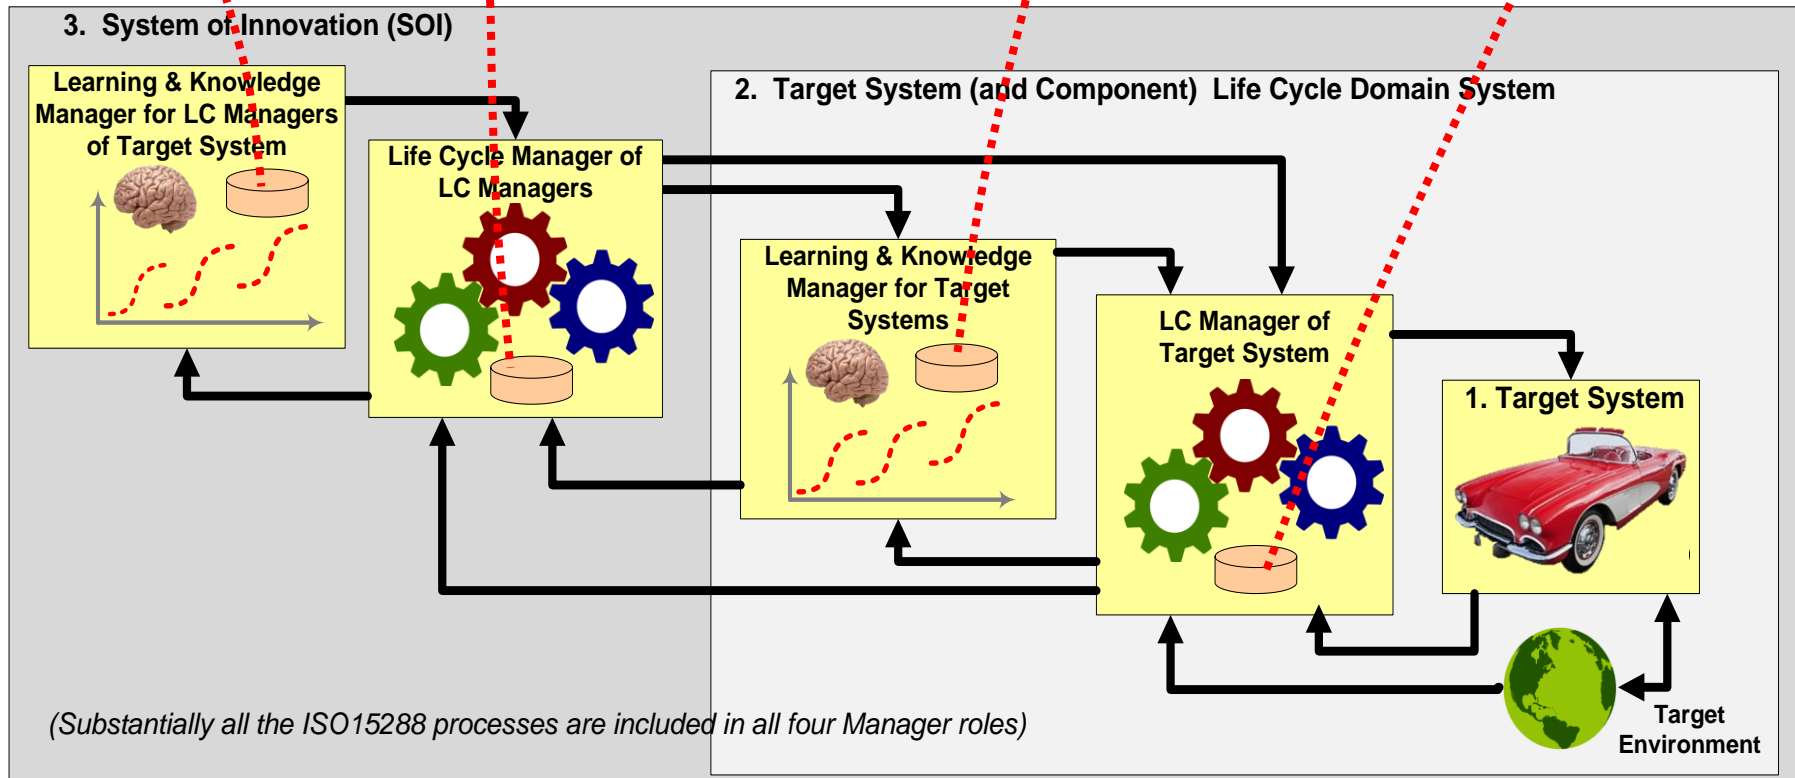 3. System of Innovation (SOI)
Learning & Knowledge
Manager for LC Managers
of Target System
2. Target System (and Component) Life Cycle Domain System
Life Cycle Manager of
LC Managers
Learning & Knowledge
Manager for Target
Systems
LC Manager of
Target System
1. Target System
Target
Environment
(Substantially all the ISO15288 processes are included in all four Manager roles)